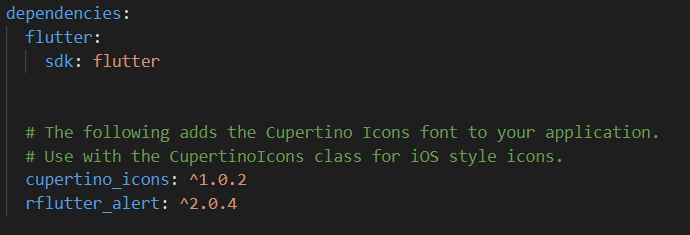 dependencies:
flutter:
sdk: flutter
# The following adds the Cupertino Icons font to your application.
# Use with the CupertinoIcons class for iOS style icons.
cupertino_icons: ^1.0.2
rflutter_alert: ^2.0.4